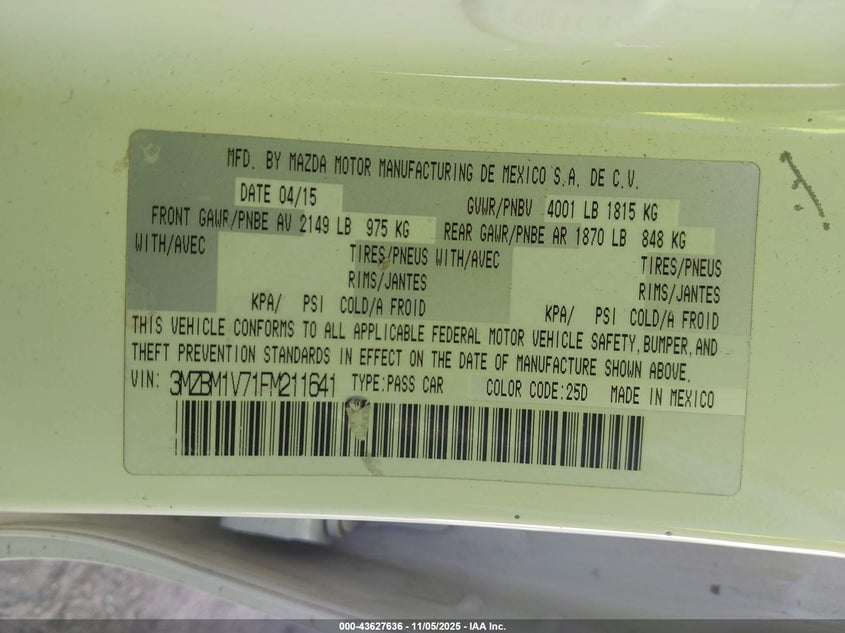 MFD. BY MAZDA MOTOR MANUFACTURING DE MEXICO S.A. DE C.V.
DATE 04/15 GVWR/PNBV 4001 LB 1815 KG
FRONT GAWR/PNBE AV 2149 LB 975 KG REAR GAWR/PNBE AR 1870 LB 848 KG
WITH/AVEC TIRES/PNEUS WITH/AVEC TIRES/PNEUS
RIMS/JANTES RIMS/JANTES
KPA/ PSI COLD/A FROID KPA/ PSI COLD/A FROID
THIS VEHICLE CONFORMS TO ALL APPLICABLE FEDERAL MOTOR VEHICLE SAFETY, BUMPER, AND
THEFT PREVENTION STANDARDS IN EFFECT ON THE DATE OF MANUFACTURE SHOWN ABOVE.
VIN: 3MZBM1V71FM211641 TYPE:PASS CAR COLOR CODE:25D MADE IN MEXICO
000-43627636 - 11/05/2025 - IAA Inc.